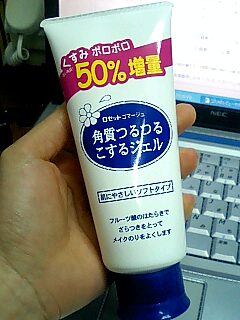 くすみ ポロポロ
50%増量
ロゼットゴマージュ
角質つるつる
こするジェル
肌にやさしいソフトタイプ
フルーツ酸のはたらきで
ざらつきをとって
メイクのりをよくします
NEC